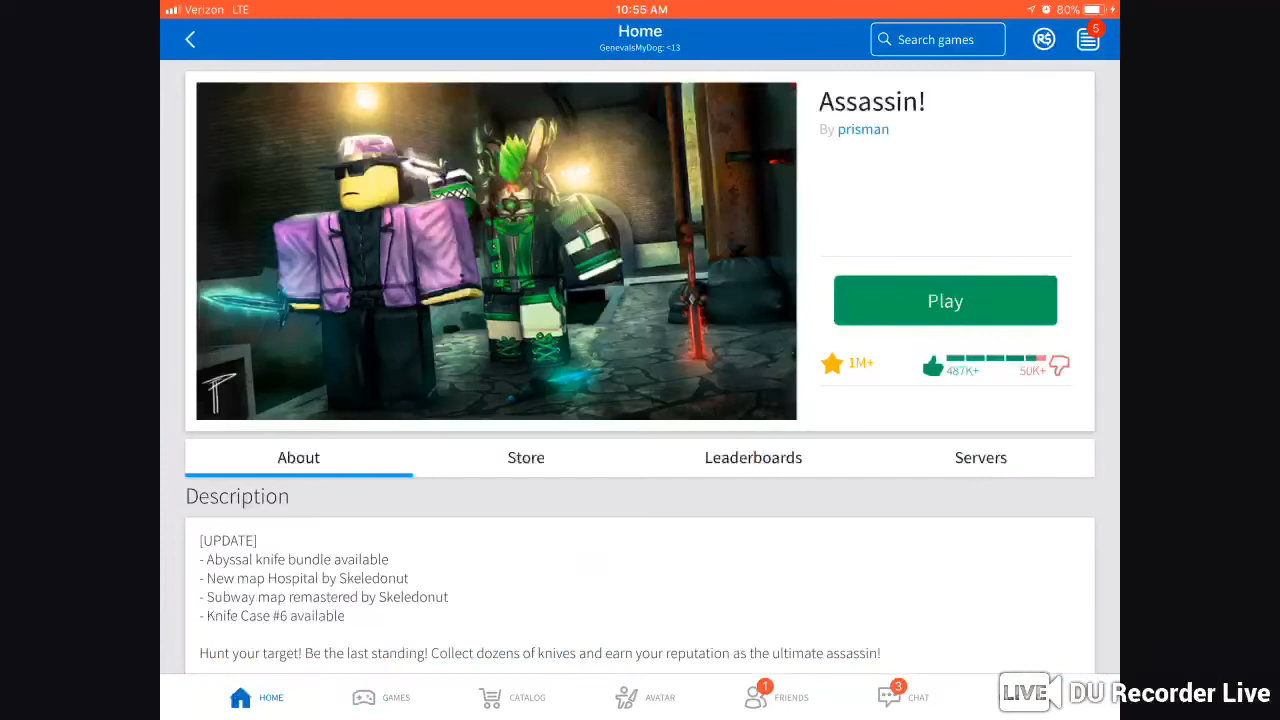 Verizon LTE 10:55 AM 80%
Home
GenevaIsMyDog: <13
Search games
R$
5
Assassin!
By prisman
Play
1M+
487K+ 50K+
About Store Leaderboards Servers
Description
[UPDATE]
- Abyssal knife bundle available
- New map Hospital by Skeledonut
- Subway map remastered by Skeledonut
- Knife Case #6 available
Hunt your target! Be the last standing! Collect dozens of knives and earn your reputation as the ultimate assassin!
HOME GAMES CATALOG AVATAR 1 FRIENDS 3 CHAT
LIVE DU Recorder Live